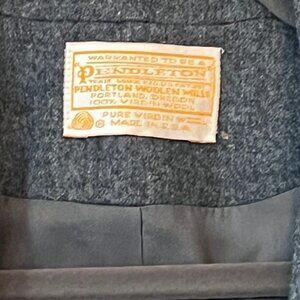 WARRANTED TO BE A
"PENDLETON"
PENDLETON WOOLEN MILLS
PORTLAND, OREGON
100% VIRGIN WOOL
PURE VIRGIN
® MADE IN U.S.A.